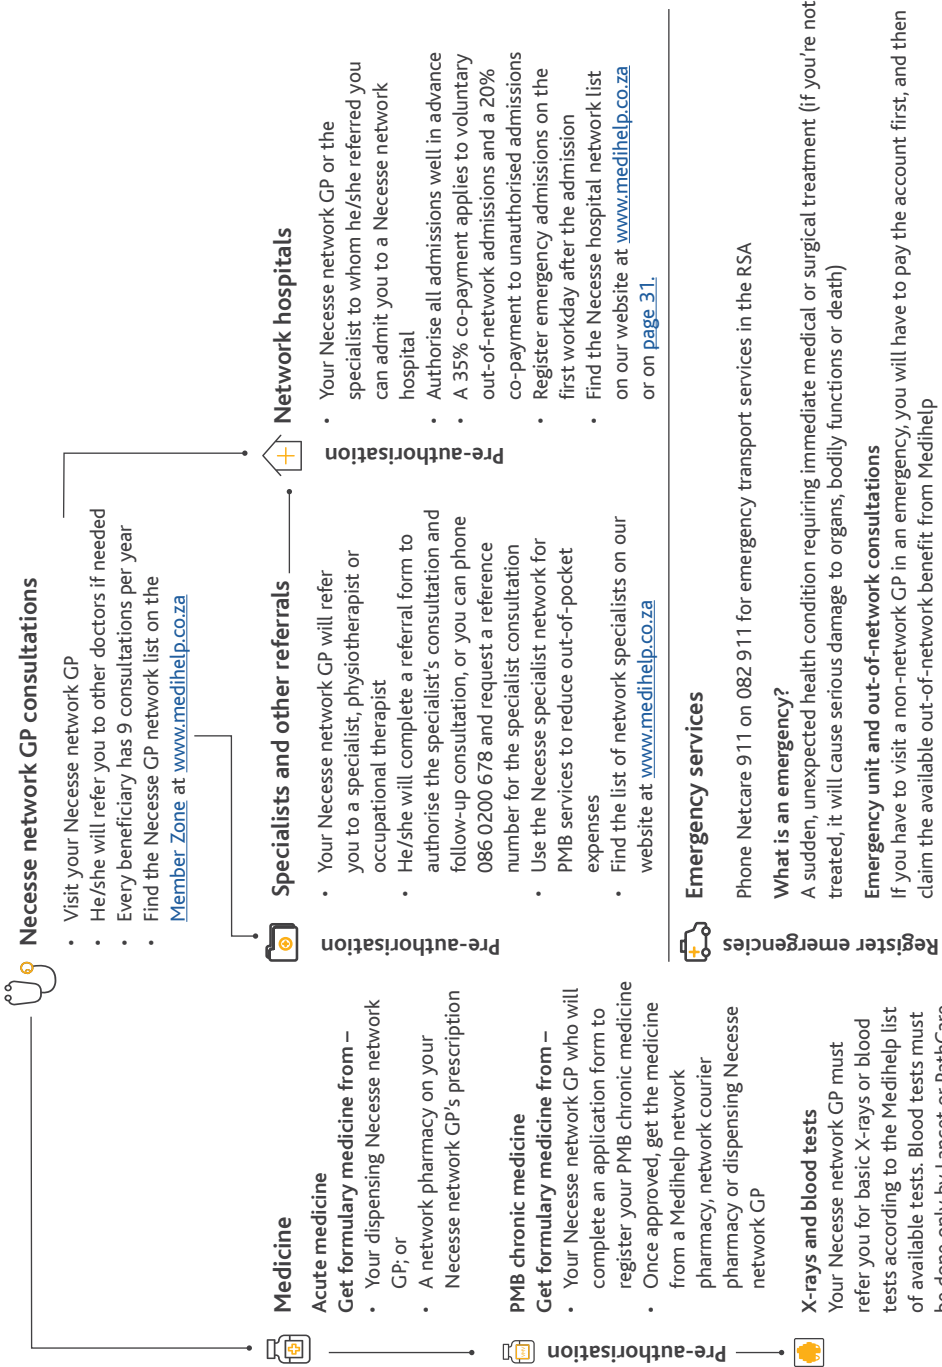 Necesse network GP consultations
• Visit your Necesse network GP
• He/she will refer you to other doctors if needed
• Every beneficiary has 9 consultations per year
• Find the Necesse GP network list on the
Member Zone at www.medihelp.co.za
Medicine
Acute medicine
Get formulary medicine from –
• Your dispensing Necesse network
GP; or
• A network pharmacy on your
Necesse network GP's prescription
Pre-authorisation
PMB chronic medicine
Get formulary medicine from –
• Your Necesse network GP who will
complete an application form to
register your PMB chronic medicine
• Once approved, get the medicine
from a Medihelp network
pharmacy, network courier
pharmacy or dispensing Necesse
network GP
X-rays and blood tests
Your Necesse network GP must
refer you for basic X-rays or blood
tests according to the Medihelp list
of available tests. Blood tests must
be done only by Lancet or PathCare
Pre-authorisation
Specialists and other referrals
• Your Necesse network GP will refer
you to a specialist, physiotherapist or
occupational therapist
• He/she will complete a referral form to
authorise the specialist's consultation and
follow-up consultation, or you can phone
086 0200 678 and request a reference
number for the specialist consultation
• Use the Necesse specialist network for
PMB services to reduce out-of-pocket
expenses
• Find the list of network specialists on our
website at www.medihelp.co.za
Pre-authorisation
Network hospitals
• Your Necesse network GP or the
specialist to whom he/she referred you
can admit you to a Necesse network
hospital
• Authorise all admissions well in advance
• A 35% co-payment applies to voluntary
out-of-network admissions and a 20%
co-payment to unauthorised admissions
• Register emergency admissions on the
first workday after the admission
• Find the Necesse hospital network list
on our website at www.medihelp.co.za
or on page 31.
Register emergencies
Emergency services
Phone Netcare 911 on 082 911 for emergency transport services in the RSA
What is an emergency?
A sudden, unexpected health condition requiring immediate medical or surgical treatment (if you're not
treated, it will cause serious damage to organs, bodily functions or death)
Emergency unit and out-of-network consultations
If you have to visit a non-network GP in an emergency, you will have to pay the account first, and then
claim the available out-of-network benefit from Medihelp